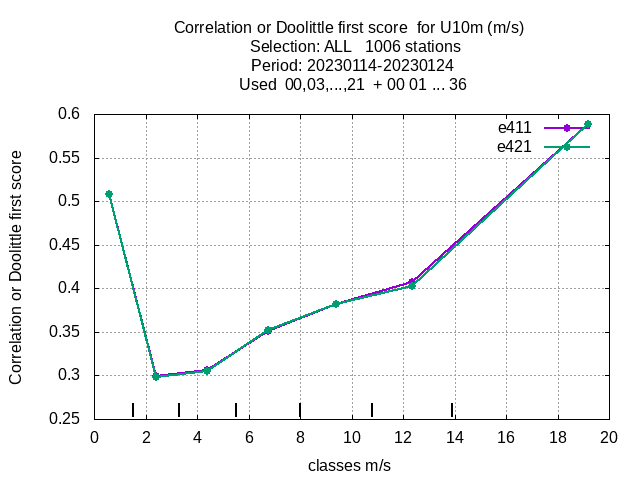 Correlation or Doolittle first score  for U10m (m/s)
Selection: ALL   1006 stations
Period: 20230114-20230124
Used  00,03,...,21  + 00 01 ... 36
e411
e421
Correlation or Doolittle first score
0.6
0.55
0.5
0.45
0.4
0.35
0.3
0.25
0 2 4 6 8 10 12 14 16 18 20
classes m/s